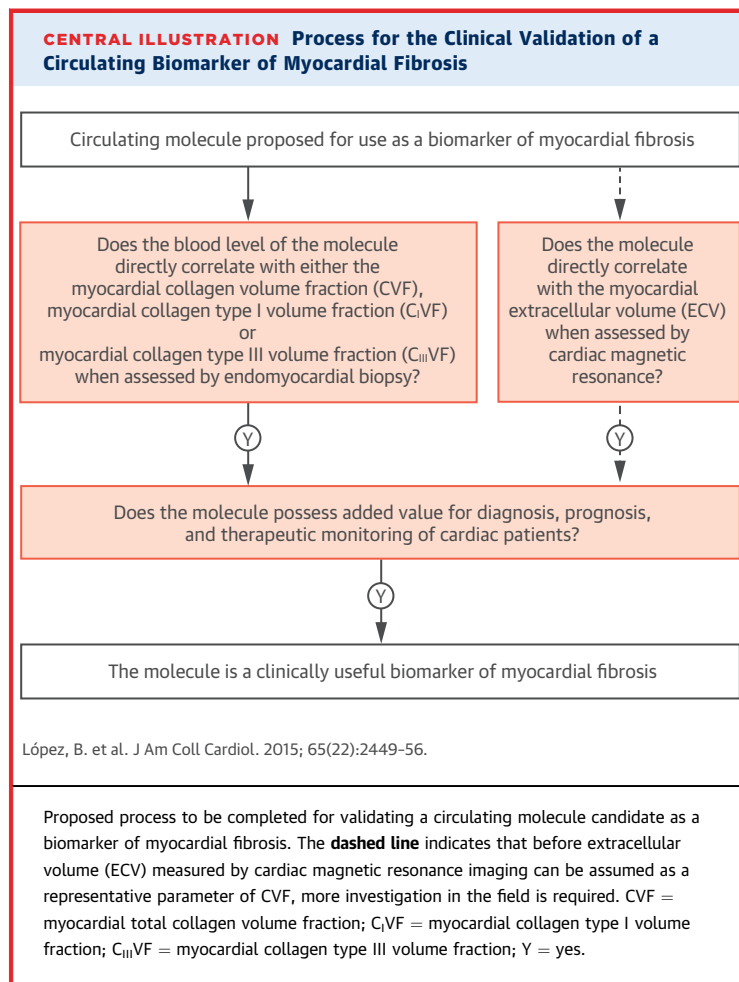 CENTRAL ILLUSTRATION Process for the Clinical Validation of a
Circulating Biomarker of Myocardial Fibrosis
Circulating molecule proposed for use as a biomarker of myocardial fibrosis
Does the blood level of the molecule
directly correlate with either the
myocardial collagen volume fraction (CVF),
myocardial collagen type I volume fraction (CIVF)
or
myocardial collagen type III volume fraction (CIIIVF)
when assessed by endomyocardial biopsy?
Does the molecule
directly correlate
with the myocardial
extracellular volume (ECV)
when assessed by
cardiac magnetic
resonance?
Y
Y
Does the molecule possess added value for diagnosis, prognosis,
and therapeutic monitoring of cardiac patients?
Y
The molecule is a clinically useful biomarker of myocardial fibrosis
López, B. et al. J Am Coll Cardiol. 2015; 65(22):2449-56.
Proposed process to be completed for validating a circulating molecule candidate as a
biomarker of myocardial fibrosis. The dashed line indicates that before extracellular
volume (ECV) measured by cardiac magnetic resonance imaging can be assumed as a
representative parameter of CVF, more investigation in the field is required. CVF =
myocardial total collagen volume fraction; CIVF = myocardial collagen type I volume
fraction; CIIIVF = myocardial collagen type III volume fraction; Y = yes.